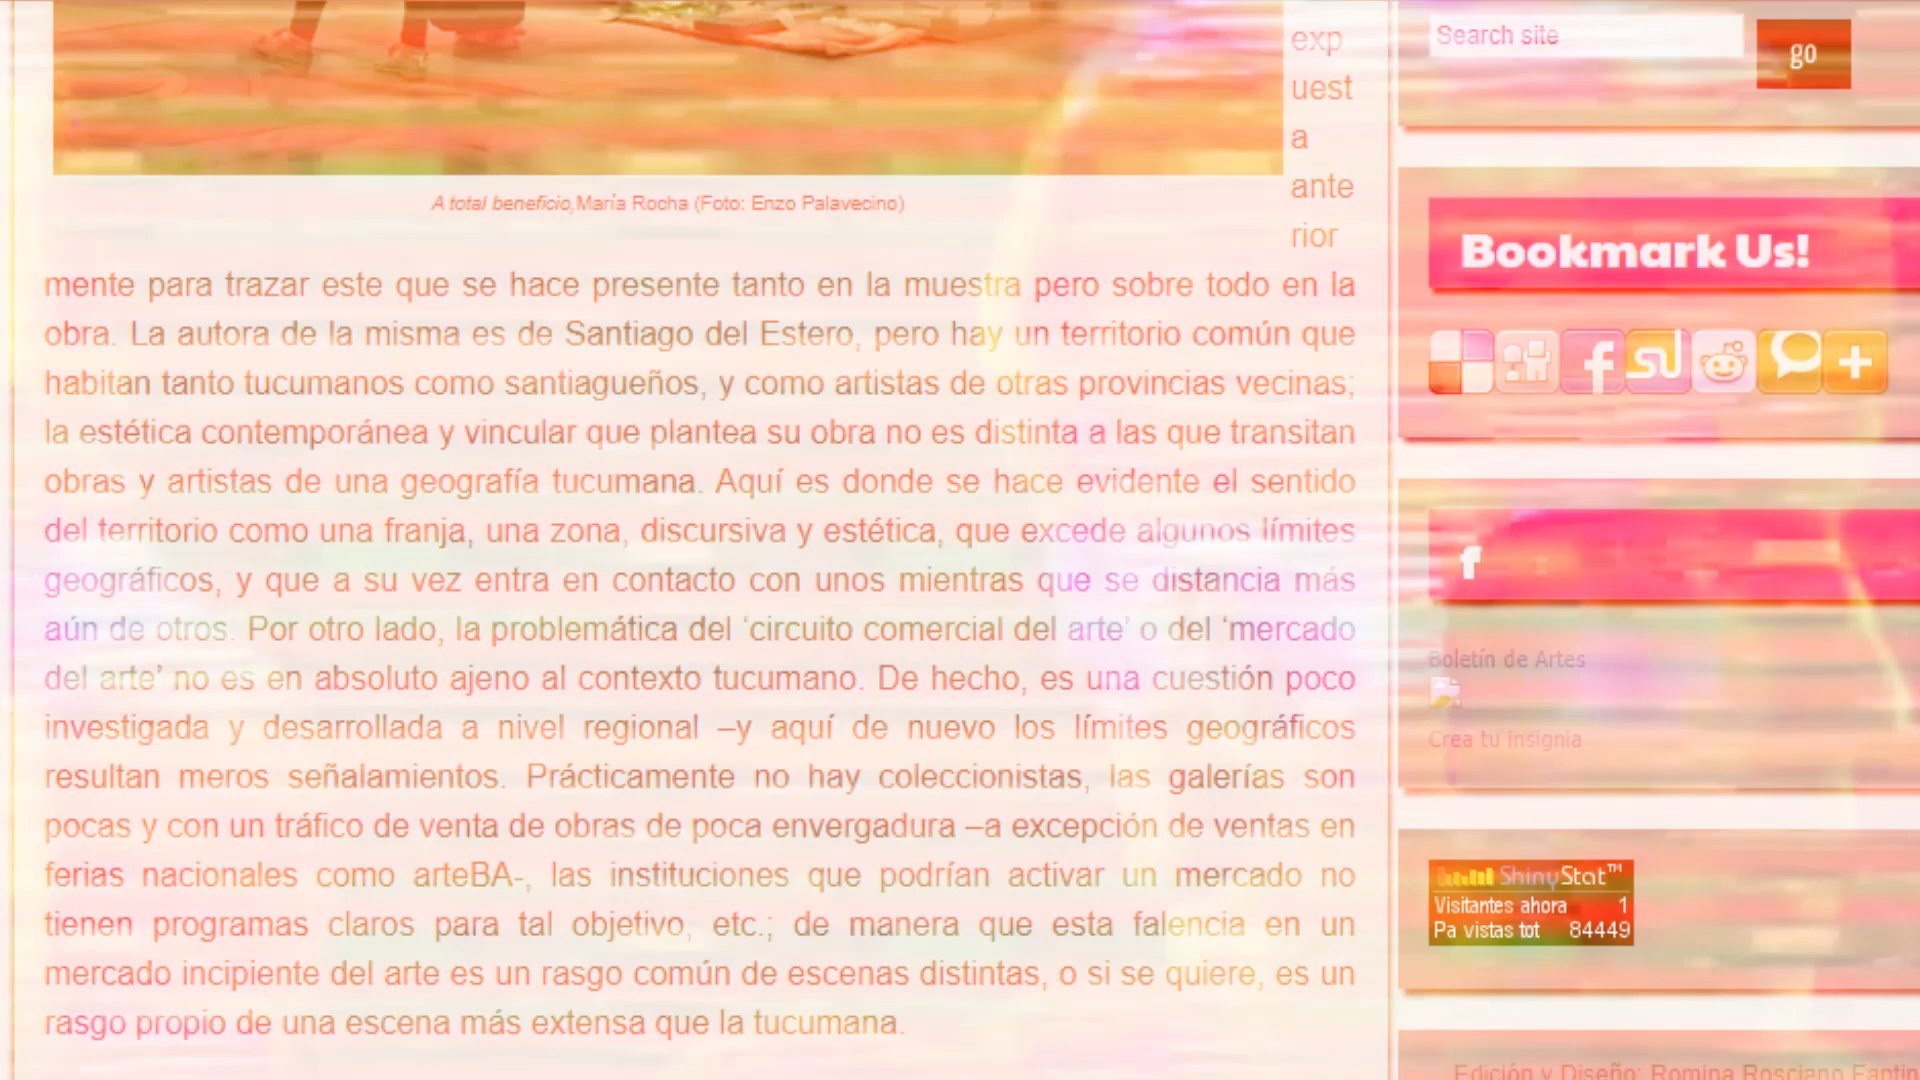 exp
uest
a
ante
rior
A total beneficio,María Rocha (Foto: Enzo Palavecino)
mente para trazar este que se hace presente tanto en la muestra pero sobre todo en la
obra. La autora de la misma es de Santiago del Estero, pero hay un territorio común que
habitan tanto tucumanos como santiagueños, y como artistas de otras provincias vecinas;
la estética contemporánea y vincular que plantea su obra no es distinta a las que transitan
obras y artistas de una geografía tucumana. Aquí es donde se hace evidente el sentido
del territorio como una franja, una zona, discursiva y estética, que excede algunos límites
geográficos, y que a su vez entra en contacto con unos mientras que se distancia más
aún de otros. Por otro lado, la problemática del ‘circuito comercial del arte’ o del ‘mercado
del arte’ no es en absoluto ajeno al contexto tucumano. De hecho, es una cuestión poco
investigada y desarrollada a nivel regional –y aquí de nuevo los límites geográficos
resultan meros señalamientos. Prácticamente no hay coleccionistas, las galerías son
pocas y con un tráfico de venta de obras de poca envergadura –a excepción de ventas en
ferias nacionales como arteBA-, las instituciones que podrían activar un mercado no
tienen programas claros para tal objetivo, etc.; de manera que esta falencia en un
mercado incipiente del arte es un rasgo común de escenas distintas, o si se quiere, es un
rasgo propio de una escena más extensa que la tucumana.
Search site
go
Bookmark Us!
Boletín de Artes
Crea tu insignia
ShinyStat™
Visitantes ahora 1
Pa vistas tot 84449
Edición y Diseño: Romina Rosciano Fantin